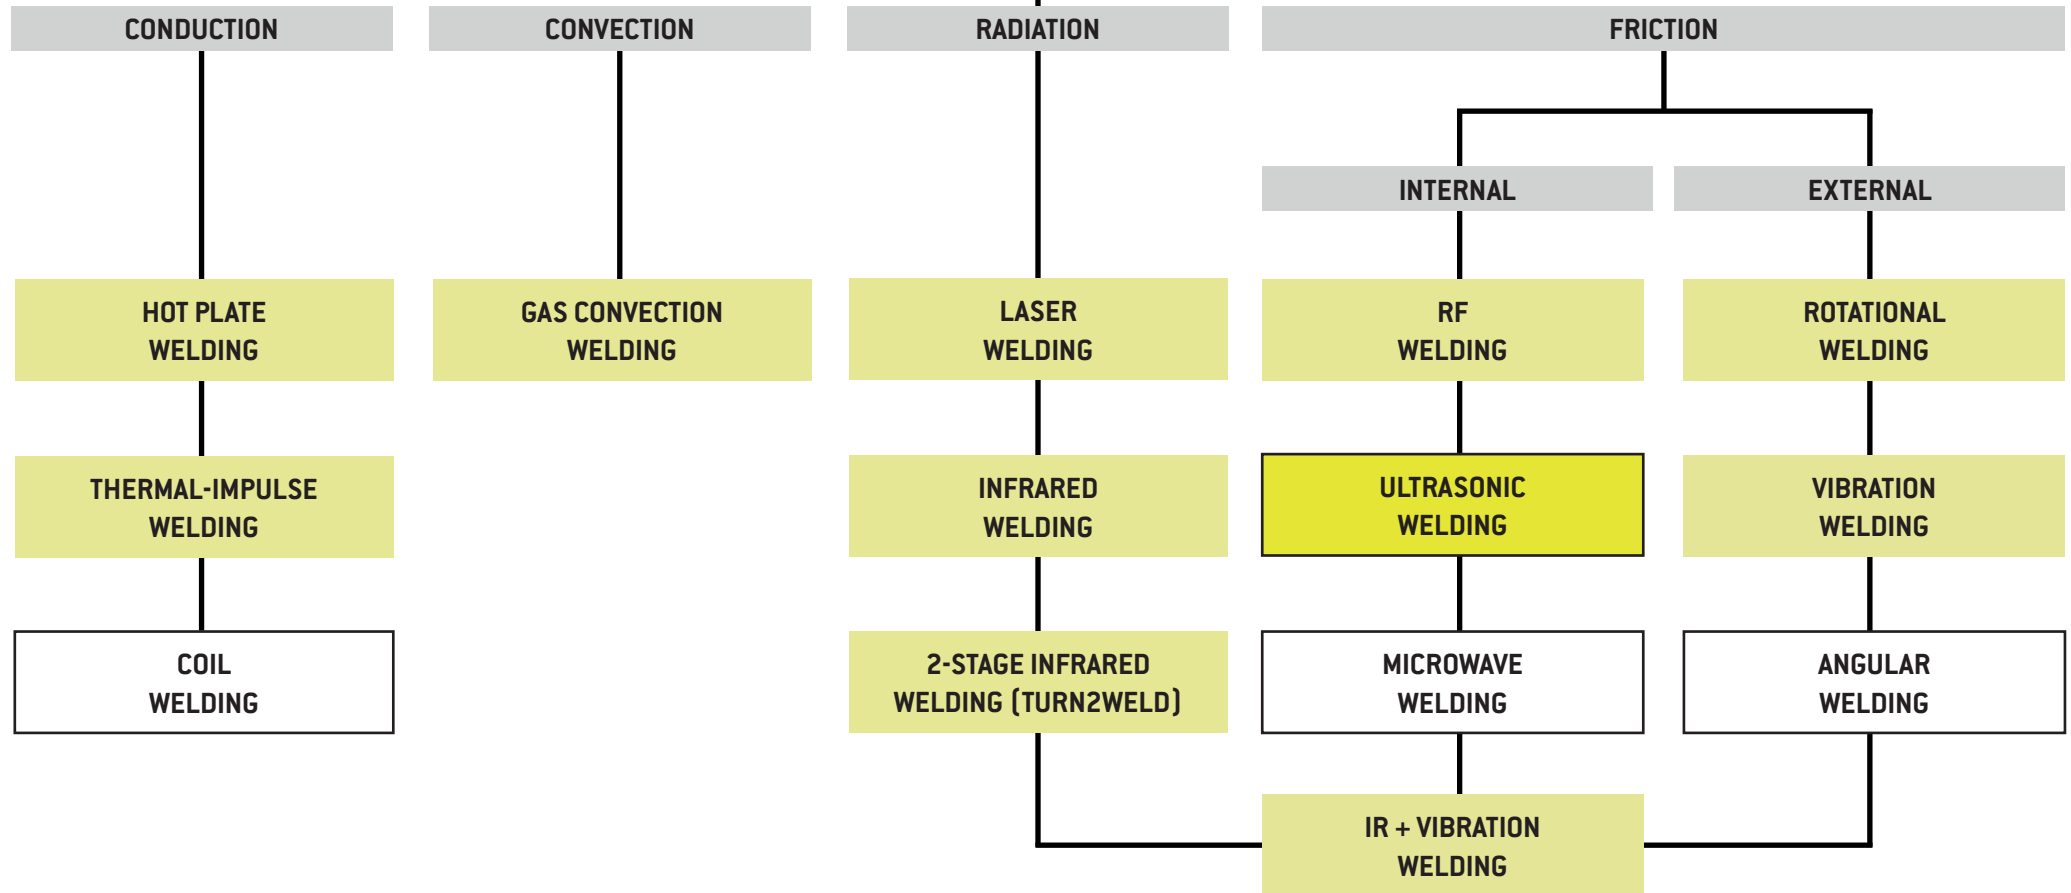 CONDUCTION
CONVECTION
RADIATION
FRICTION
INTERNAL
EXTERNAL
HOT PLATE
WELDING
GAS CONVECTION
WELDING
LASER
WELDING
RF
WELDING
ROTATIONAL
WELDING
THERMAL-IMPULSE
WELDING
INFRARED
WELDING
ULTRASONIC
WELDING
VIBRATION
WELDING
COIL
WELDING
2-STAGE INFRARED
WELDING (TURN2WELD)
MICROWAVE
WELDING
ANGULAR
WELDING
IR + VIBRATION
WELDING